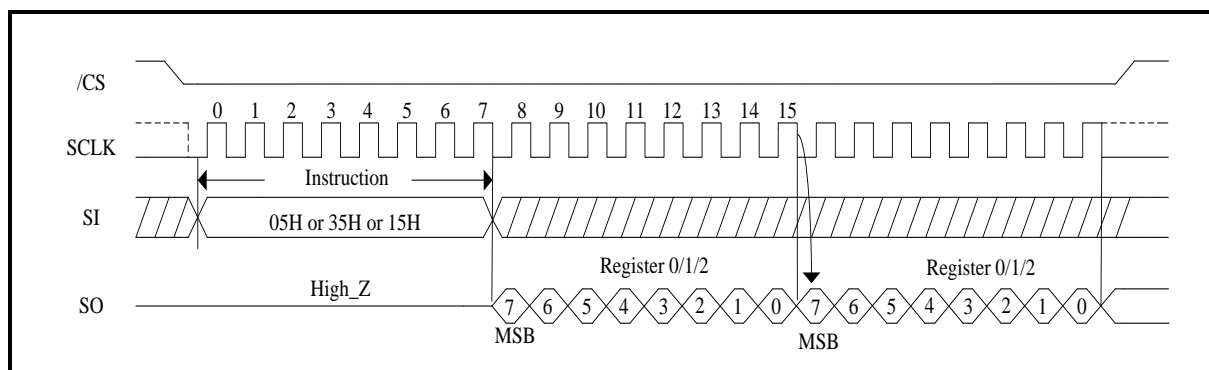 /CS
0 1 2 3 4 5 6 7 8 9 10 11 12 13 14 15
SCLK
Instruction
SI
05H or 35H or 15H
Register 0/1/2 Register 0/1/2
High_Z
SO
7 6 5 4 3 2 1 0 7 6 5 4 3 2 1 0
MSB MSB